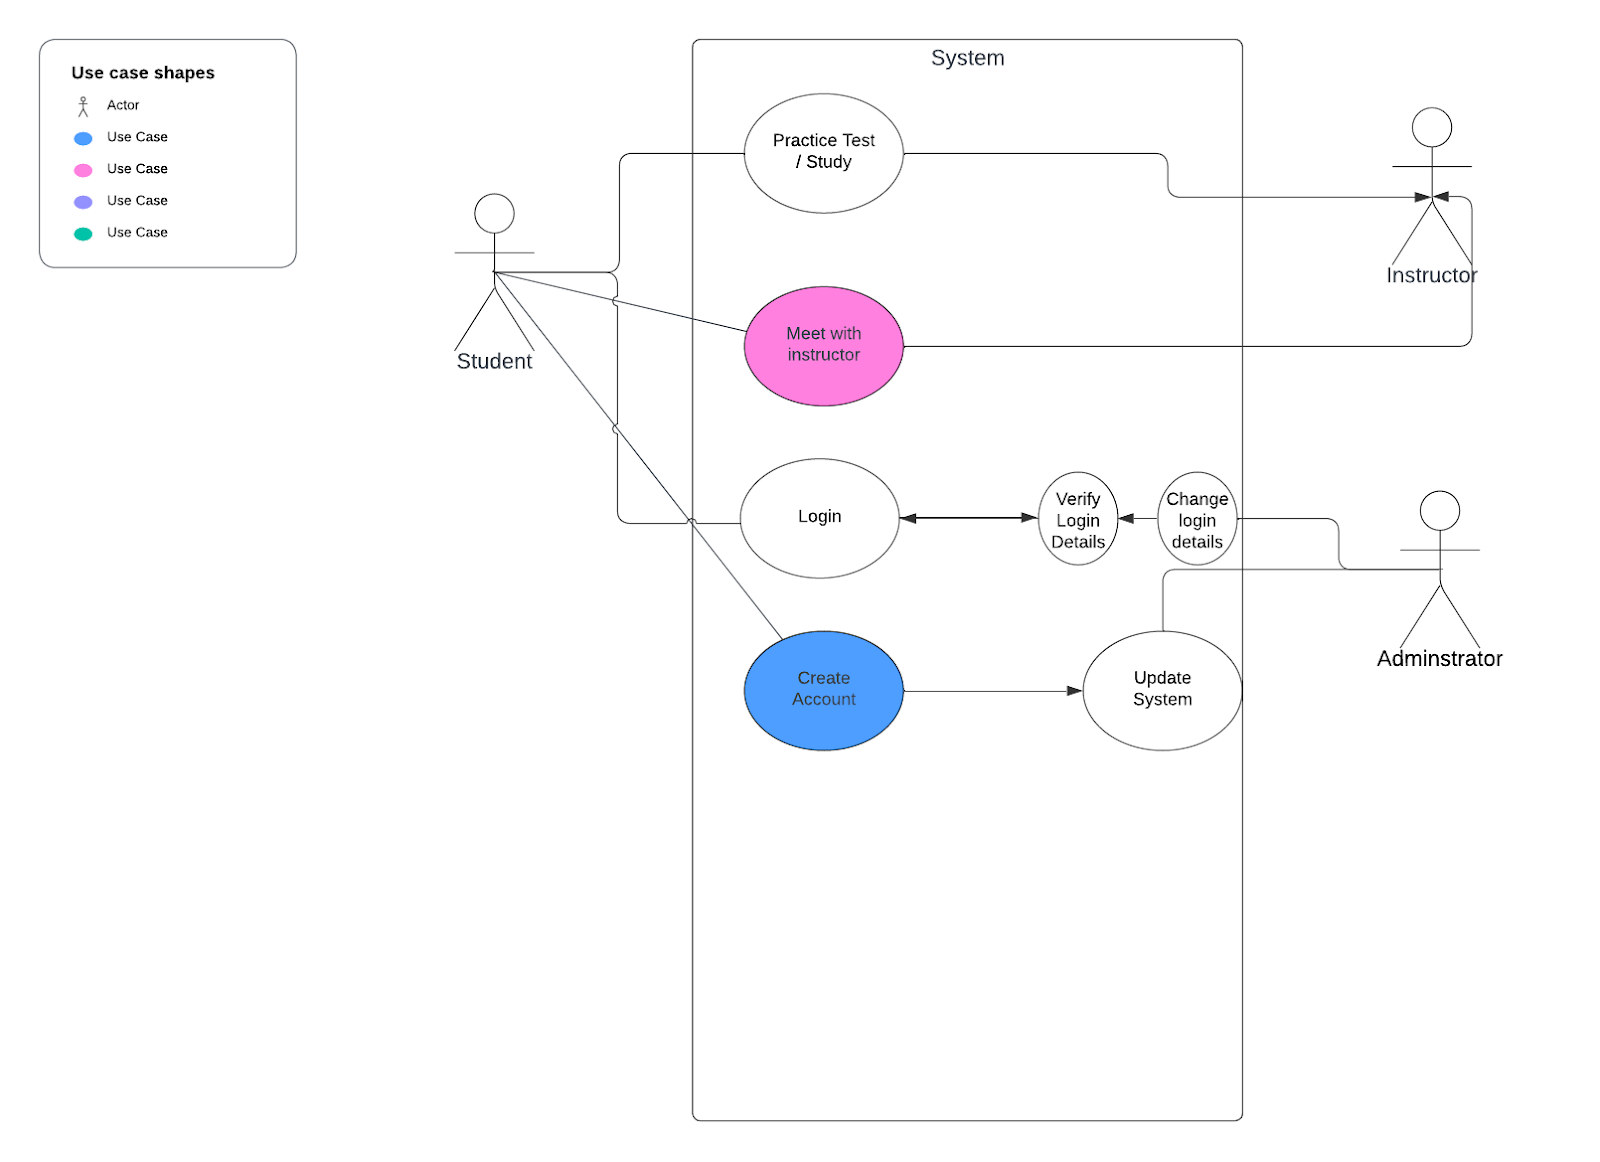 Use case shapes
Actor
Use Case
Use Case
Use Case
Use Case
System
Practice Test
/ Study
Instructor
Student
Meet with
instructor
Login
Verify
Login
Details
Change
login
details
Adminstrator
Create
Account
Update
System